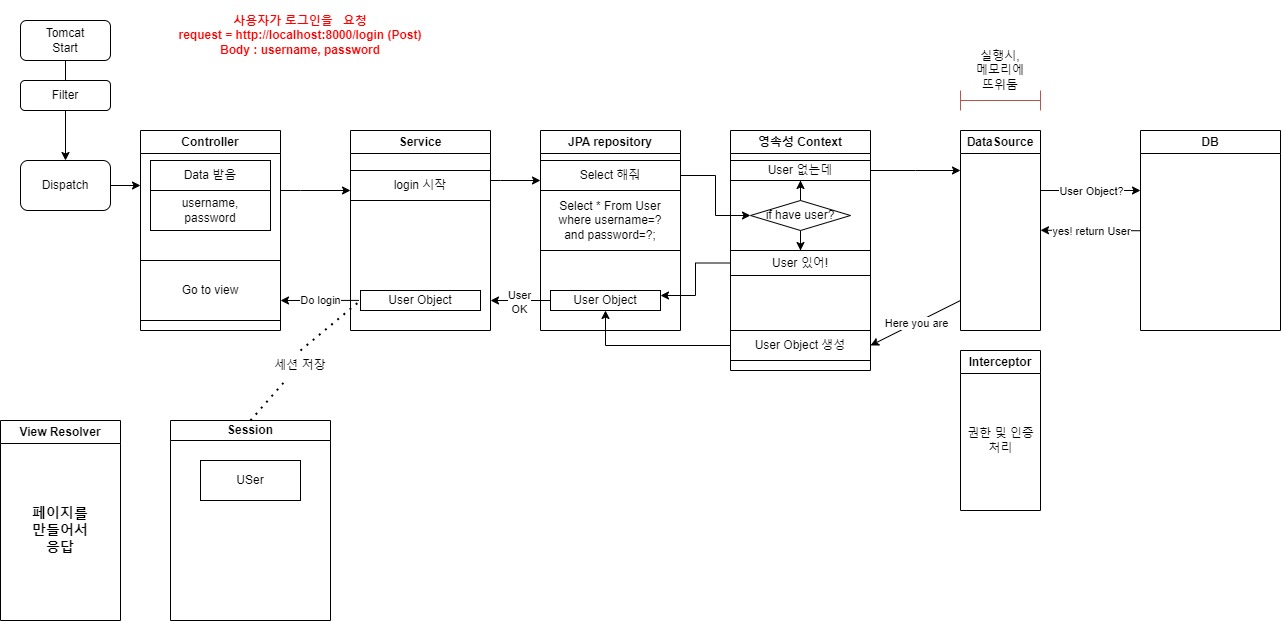 사용자가 로그인을 요청
request = http://localhost:8000/login (Post)
Body : username, password
Tomcat
Start
Filter
Dispatch
Controller
Data 받음
username,
password
Go to view
Service
login 시작
User Object
Do login
JPA repository
Select 해줘
Select * From User
where username=?
and password=?;
User Object
User
OK
영속성 Context
User 없는데
if have user?
User 있어!
User Object 생성
실행시,
메모리에
띄위둠
DataSource
Here you are
User Object?
yes! return User
DB
Interceptor
권한 및 인증
처리
세션 저장
View Resolver
페이지를
만들어서
응답
Session
USer